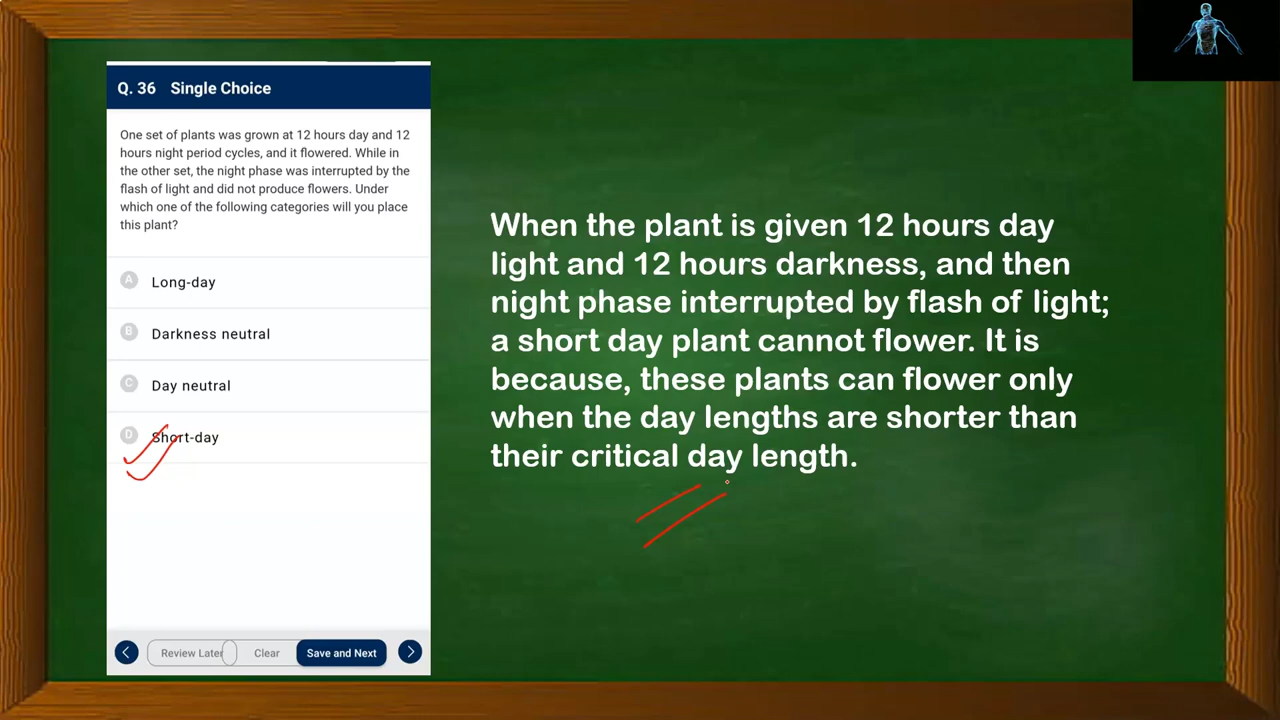 Q. 36 Single Choice
One set of plants was grown at 12 hours day and 12
hours night period cycles, and it flowered. While in
the other set, the night phase was interrupted by the
flash of light and did not produce flowers. Under
which one of the following categories will you place
this plant?
A Long-day
B Darkness neutral
C Day neutral
D Short-day
Review Later Clear Save and Next
When the plant is given 12 hours day
light and 12 hours darkness, and then
night phase interrupted by flash of light;
a short day plant cannot flower. It is
because, these plants can flower only
when the day lengths are shorter than
their critical day length.